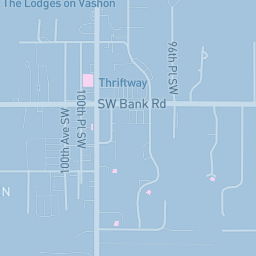 The Lodges on Vashon
Thriftway
SW Bank Rd
96th Pl SW
100th Ave SW
100th Pl SW
N